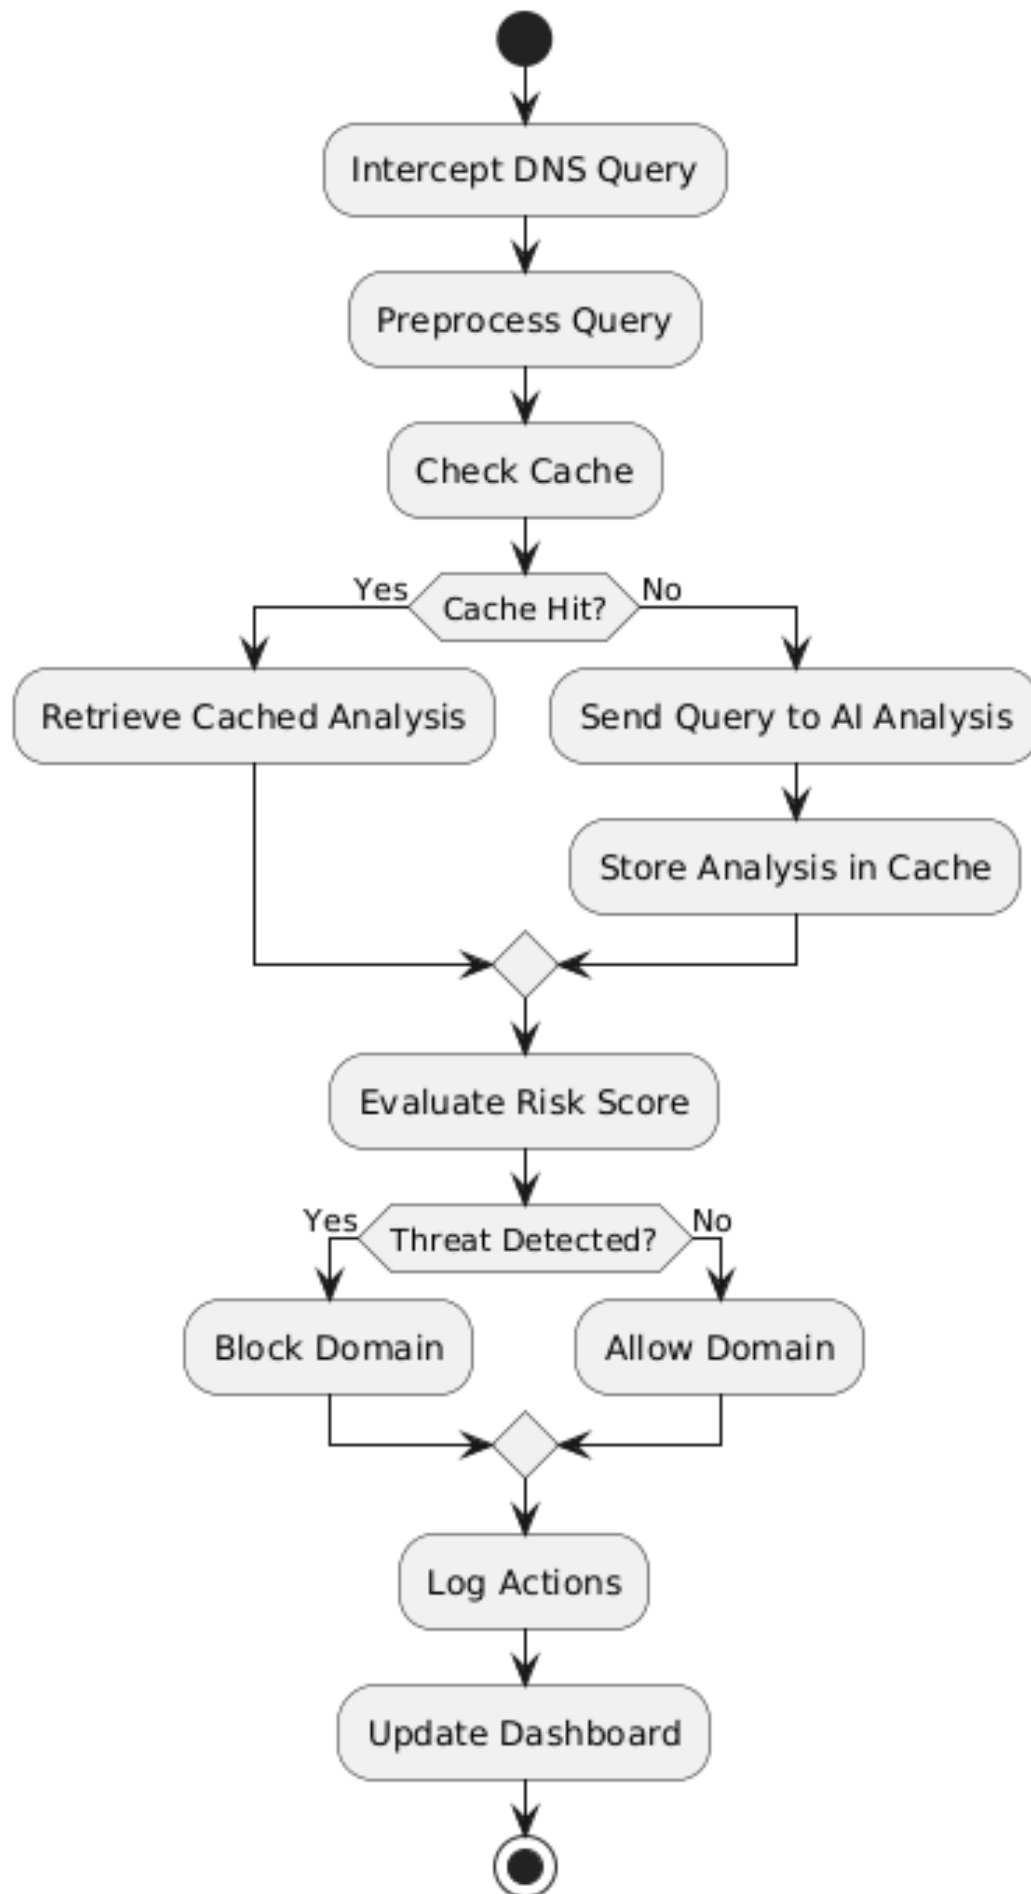 Intercept DNS Query
Preprocess Query
Check Cache
Yes
Cache Hit?
No
Retrieve Cached Analysis
Send Query to AI Analysis
Store Analysis in Cache
Evaluate Risk Score
Yes
Threat Detected?
No
Block Domain
Allow Domain
Log Actions
Update Dashboard